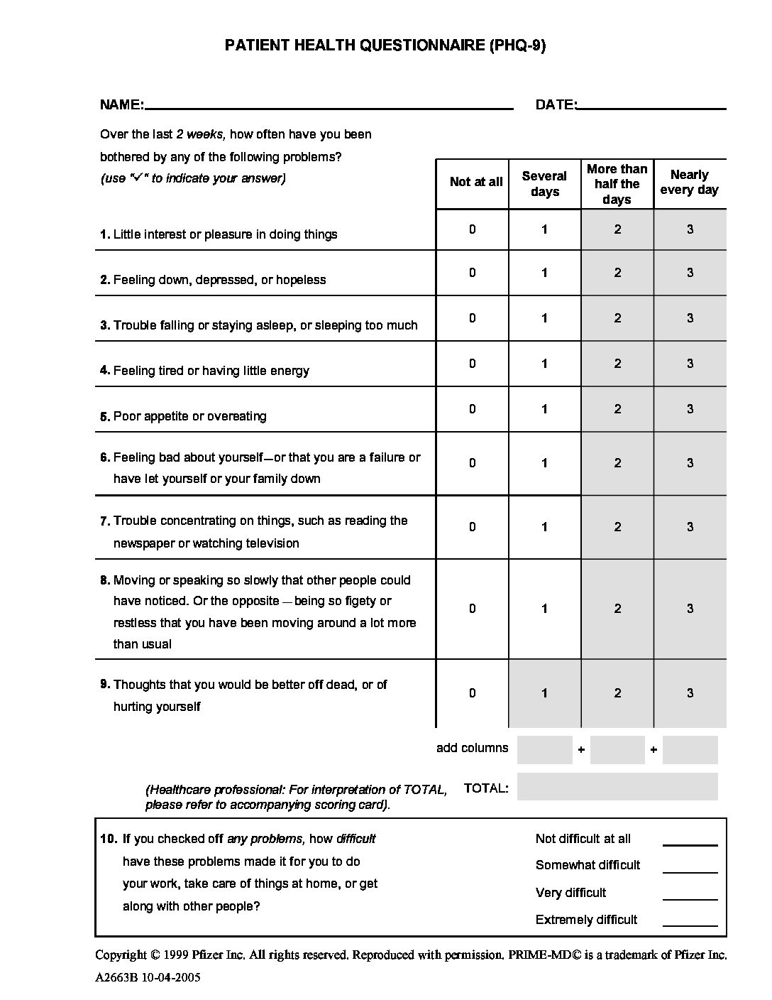 PATIENT HEALTH QUESTIONNAIRE (PHQ-9)
NAME: DATE:
Over the last 2 weeks, how often have you been
bothered by any of the following problems?
(use "✓" to indicate your answer)
Not at all
Several
days
More than
half the
days
Nearly
every day
1. Little interest or pleasure in doing things 0 1 2 3
2. Feeling down, depressed, or hopeless 0 1 2 3
3. Trouble falling or staying asleep, or sleeping too much 0 1 2 3
4. Feeling tired or having little energy 0 1 2 3
5. Poor appetite or overeating 0 1 2 3
6. Feeling bad about yourself—or that you are a failure or
have let yourself or your family down 0 1 2 3
7. Trouble concentrating on things, such as reading the
newspaper or watching television 0 1 2 3
8. Moving or speaking so slowly that other people could
have noticed. Or the opposite — being so figety or
restless that you have been moving around a lot more
than usual 0 1 2 3
9. Thoughts that you would be better off dead, or of
hurting yourself 0 1 2 3
add columns + +
(Healthcare professional: For interpretation of TOTAL, TOTAL:
please refer to accompanying scoring card).
10. If you checked off any problems, how difficult
have these problems made it for you to do
your work, take care of things at home, or get
along with other people?
Not difficult at all
Somewhat difficult
Very difficult
Extremely difficult
Copyright © 1999 Pfizer Inc. All rights reserved. Reproduced with permission. PRIME-MD© is a trademark of Pfizer Inc.
A2663B 10-04-2005